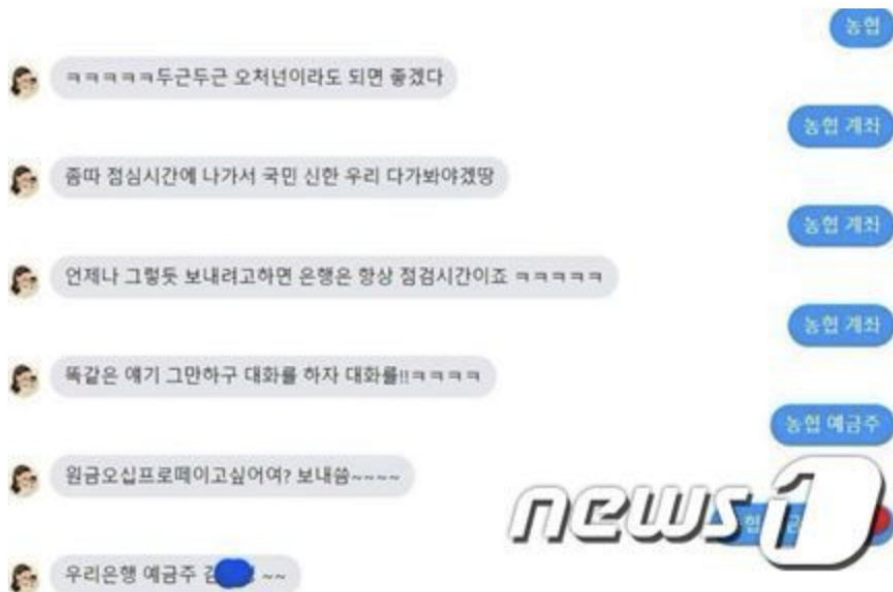 농협
ㅋㅋㅋㅋㅋ두근두근 오처넌이라도 되면 좋겠다
농협 계좌
좀따 점심시간에 나가서 국민 신한 우리 다가봐야겠땅
농협 계좌
언제나 그렇듯 보내려고하면 은행은 항상 점검시간이죠 ㅋㅋㅋㅋㅋ
농협 계좌
똑같은 얘기 그만하구 대화를 하자 대화를!!ㅋㅋㅋㅋ
농협 예금주
원금오십프로떼이고싶어여? 보내씀~~~~
news1
우리은행 예금주 ~~